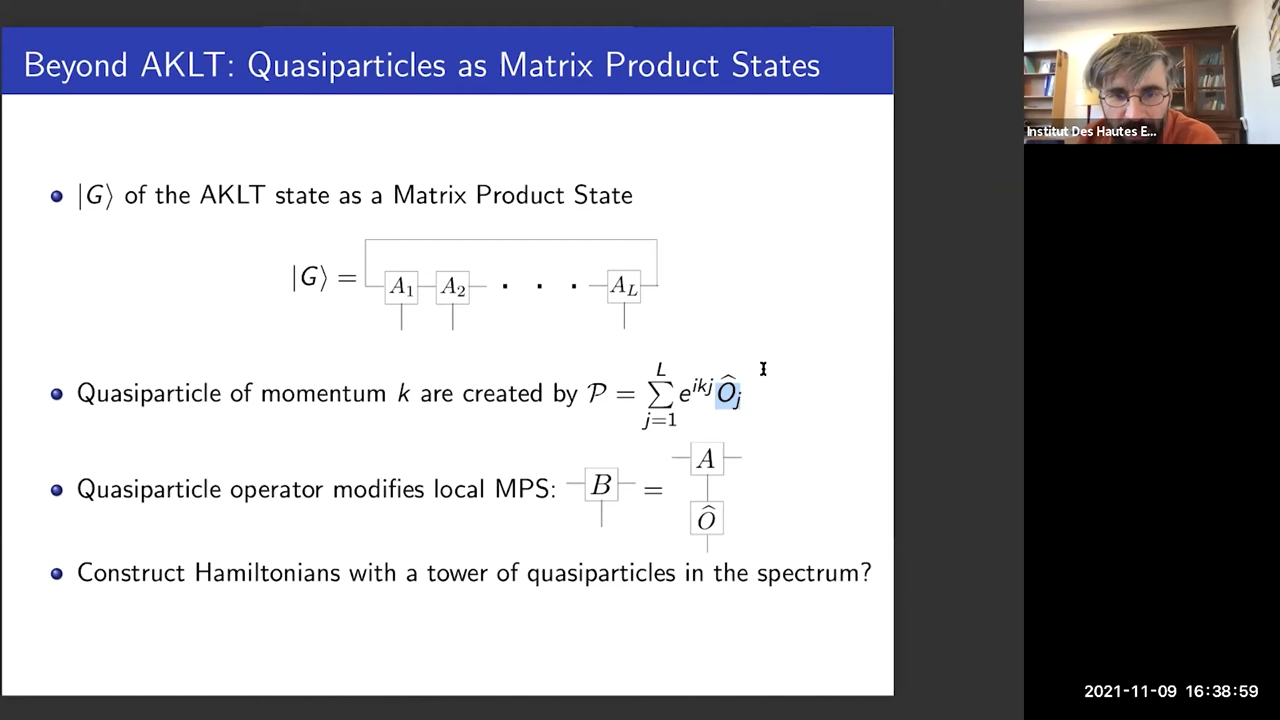 Beyond AKLT: Quasiparticles as Matrix Product States
|G⟩ of the AKLT state as a Matrix Product State
|G⟩ = A₁ A₂ · · · A_L
Quasiparticle of momentum k are created by 𝒫 = ∑_{j=1}^{L} e^{ikj} Ô_j
Quasiparticle operator modifies local MPS: B = A Ô
Construct Hamiltonians with a tower of quasiparticles in the spectrum?
Institut Des Hautes E...
2021-11-09 16:38:59